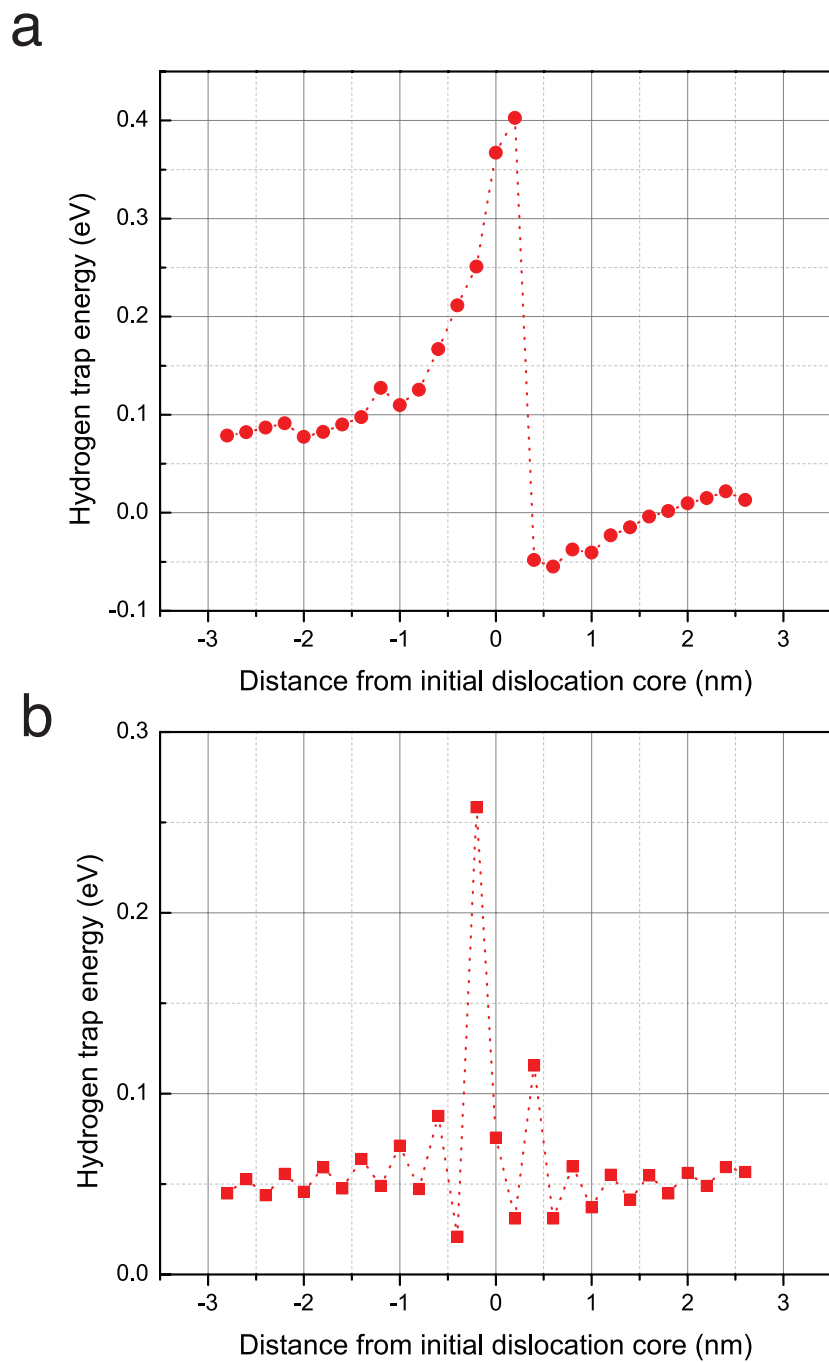 a
0.4
0.3
0.2
0.1
0.0
-0.1
Hydrogen trap energy (eV)
-3 -2 -1 0 1 2 3
Distance from initial dislocation core (nm)
b
0.3
0.2
0.1
0.0
Hydrogen trap energy (eV)
-3 -2 -1 0 1 2 3
Distance from initial dislocation core (nm)